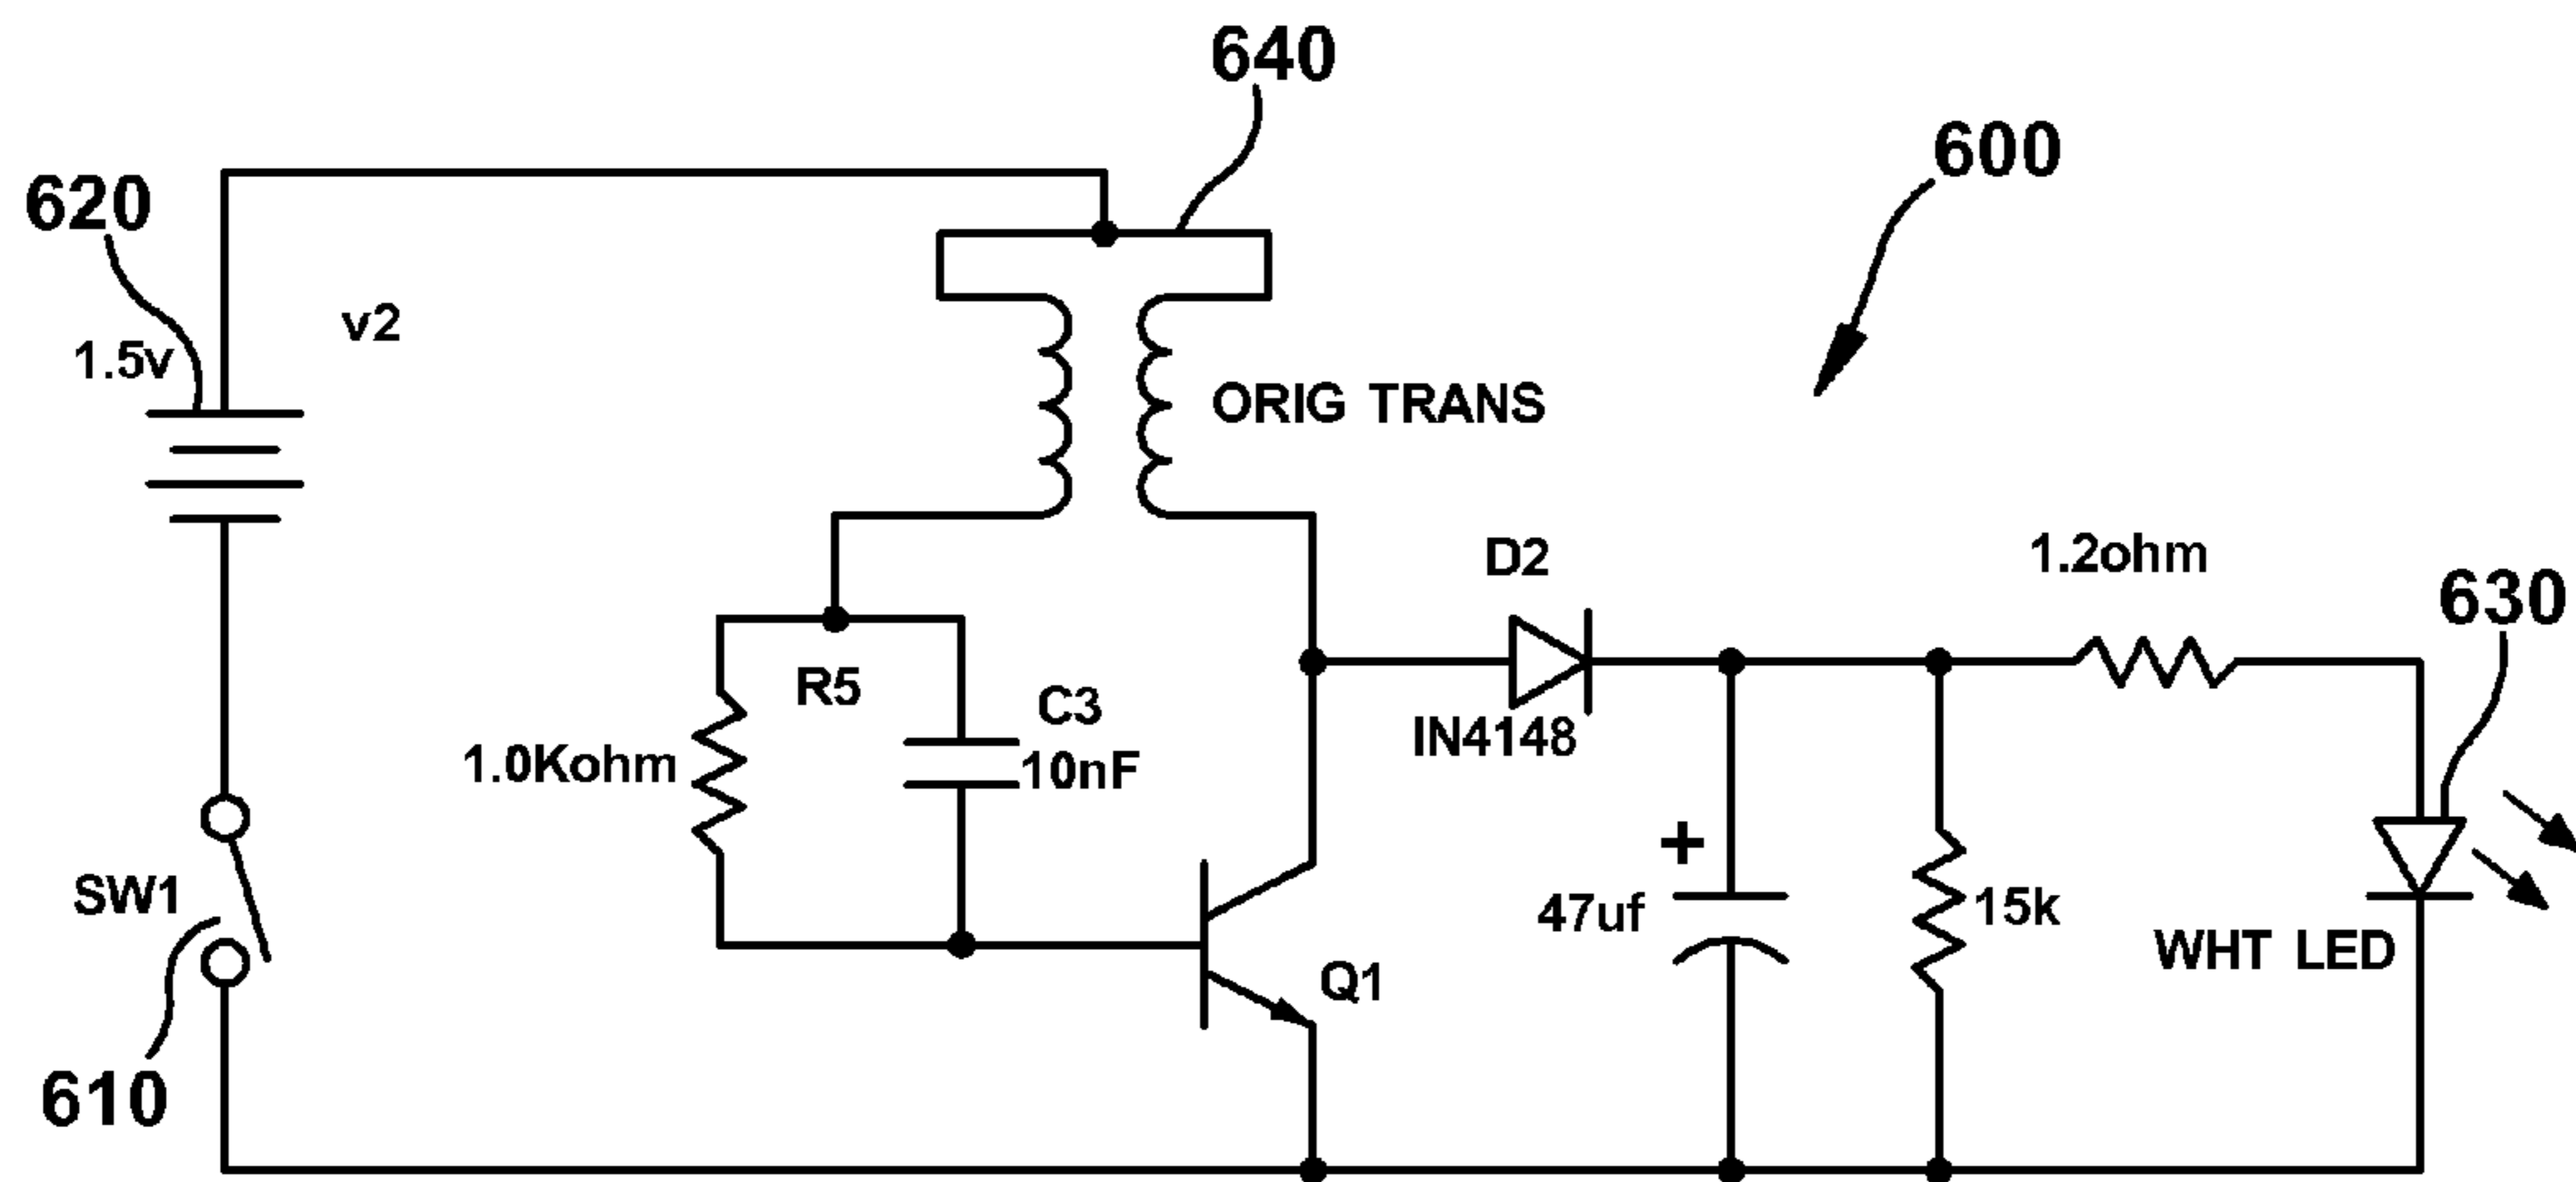 640
600
620
v2
1.5v
ORIG TRANS
D2
1.2ohm
630
R5
C3
1.0Kohm
10nF
IN4148
SW1
+
47uf
15k
WHT LED
Q1
610